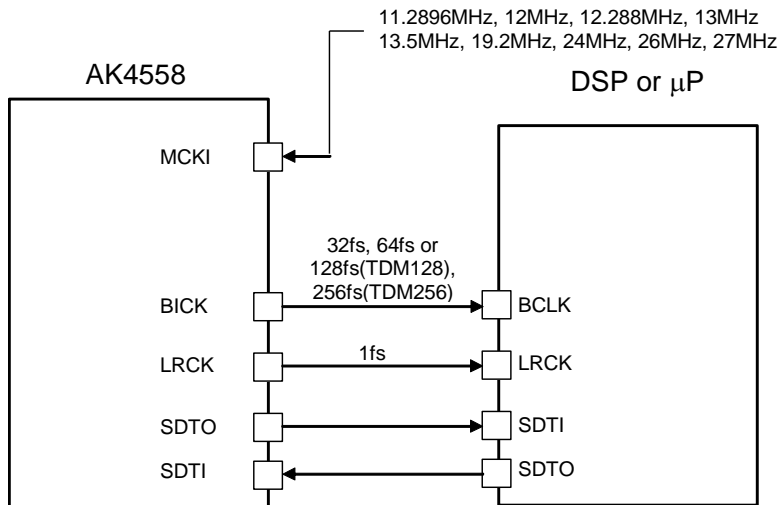 11.2896MHz, 12MHz, 12.288MHz, 13MHz
13.5MHz, 19.2MHz, 24MHz, 26MHz, 27MHz
AK4558
DSP or μP
MCKI
32fs, 64fs or
128fs(TDM128),
256fs(TDM256)
BICK
BCLK
LRCK
1fs
LRCK
SDTO
SDTI
SDTI
SDTO